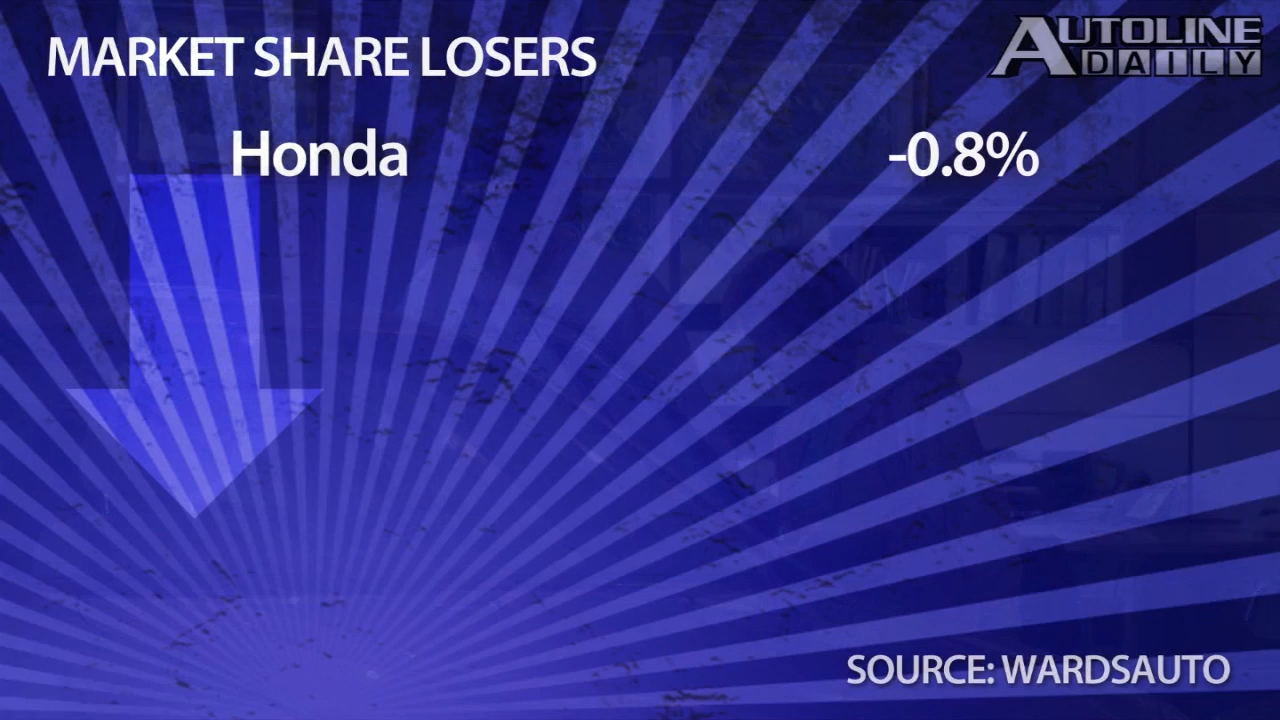 MARKET SHARE LOSERS
AUTOLINE
DAILY
Honda -0.8%
SOURCE: WARDSAUTO